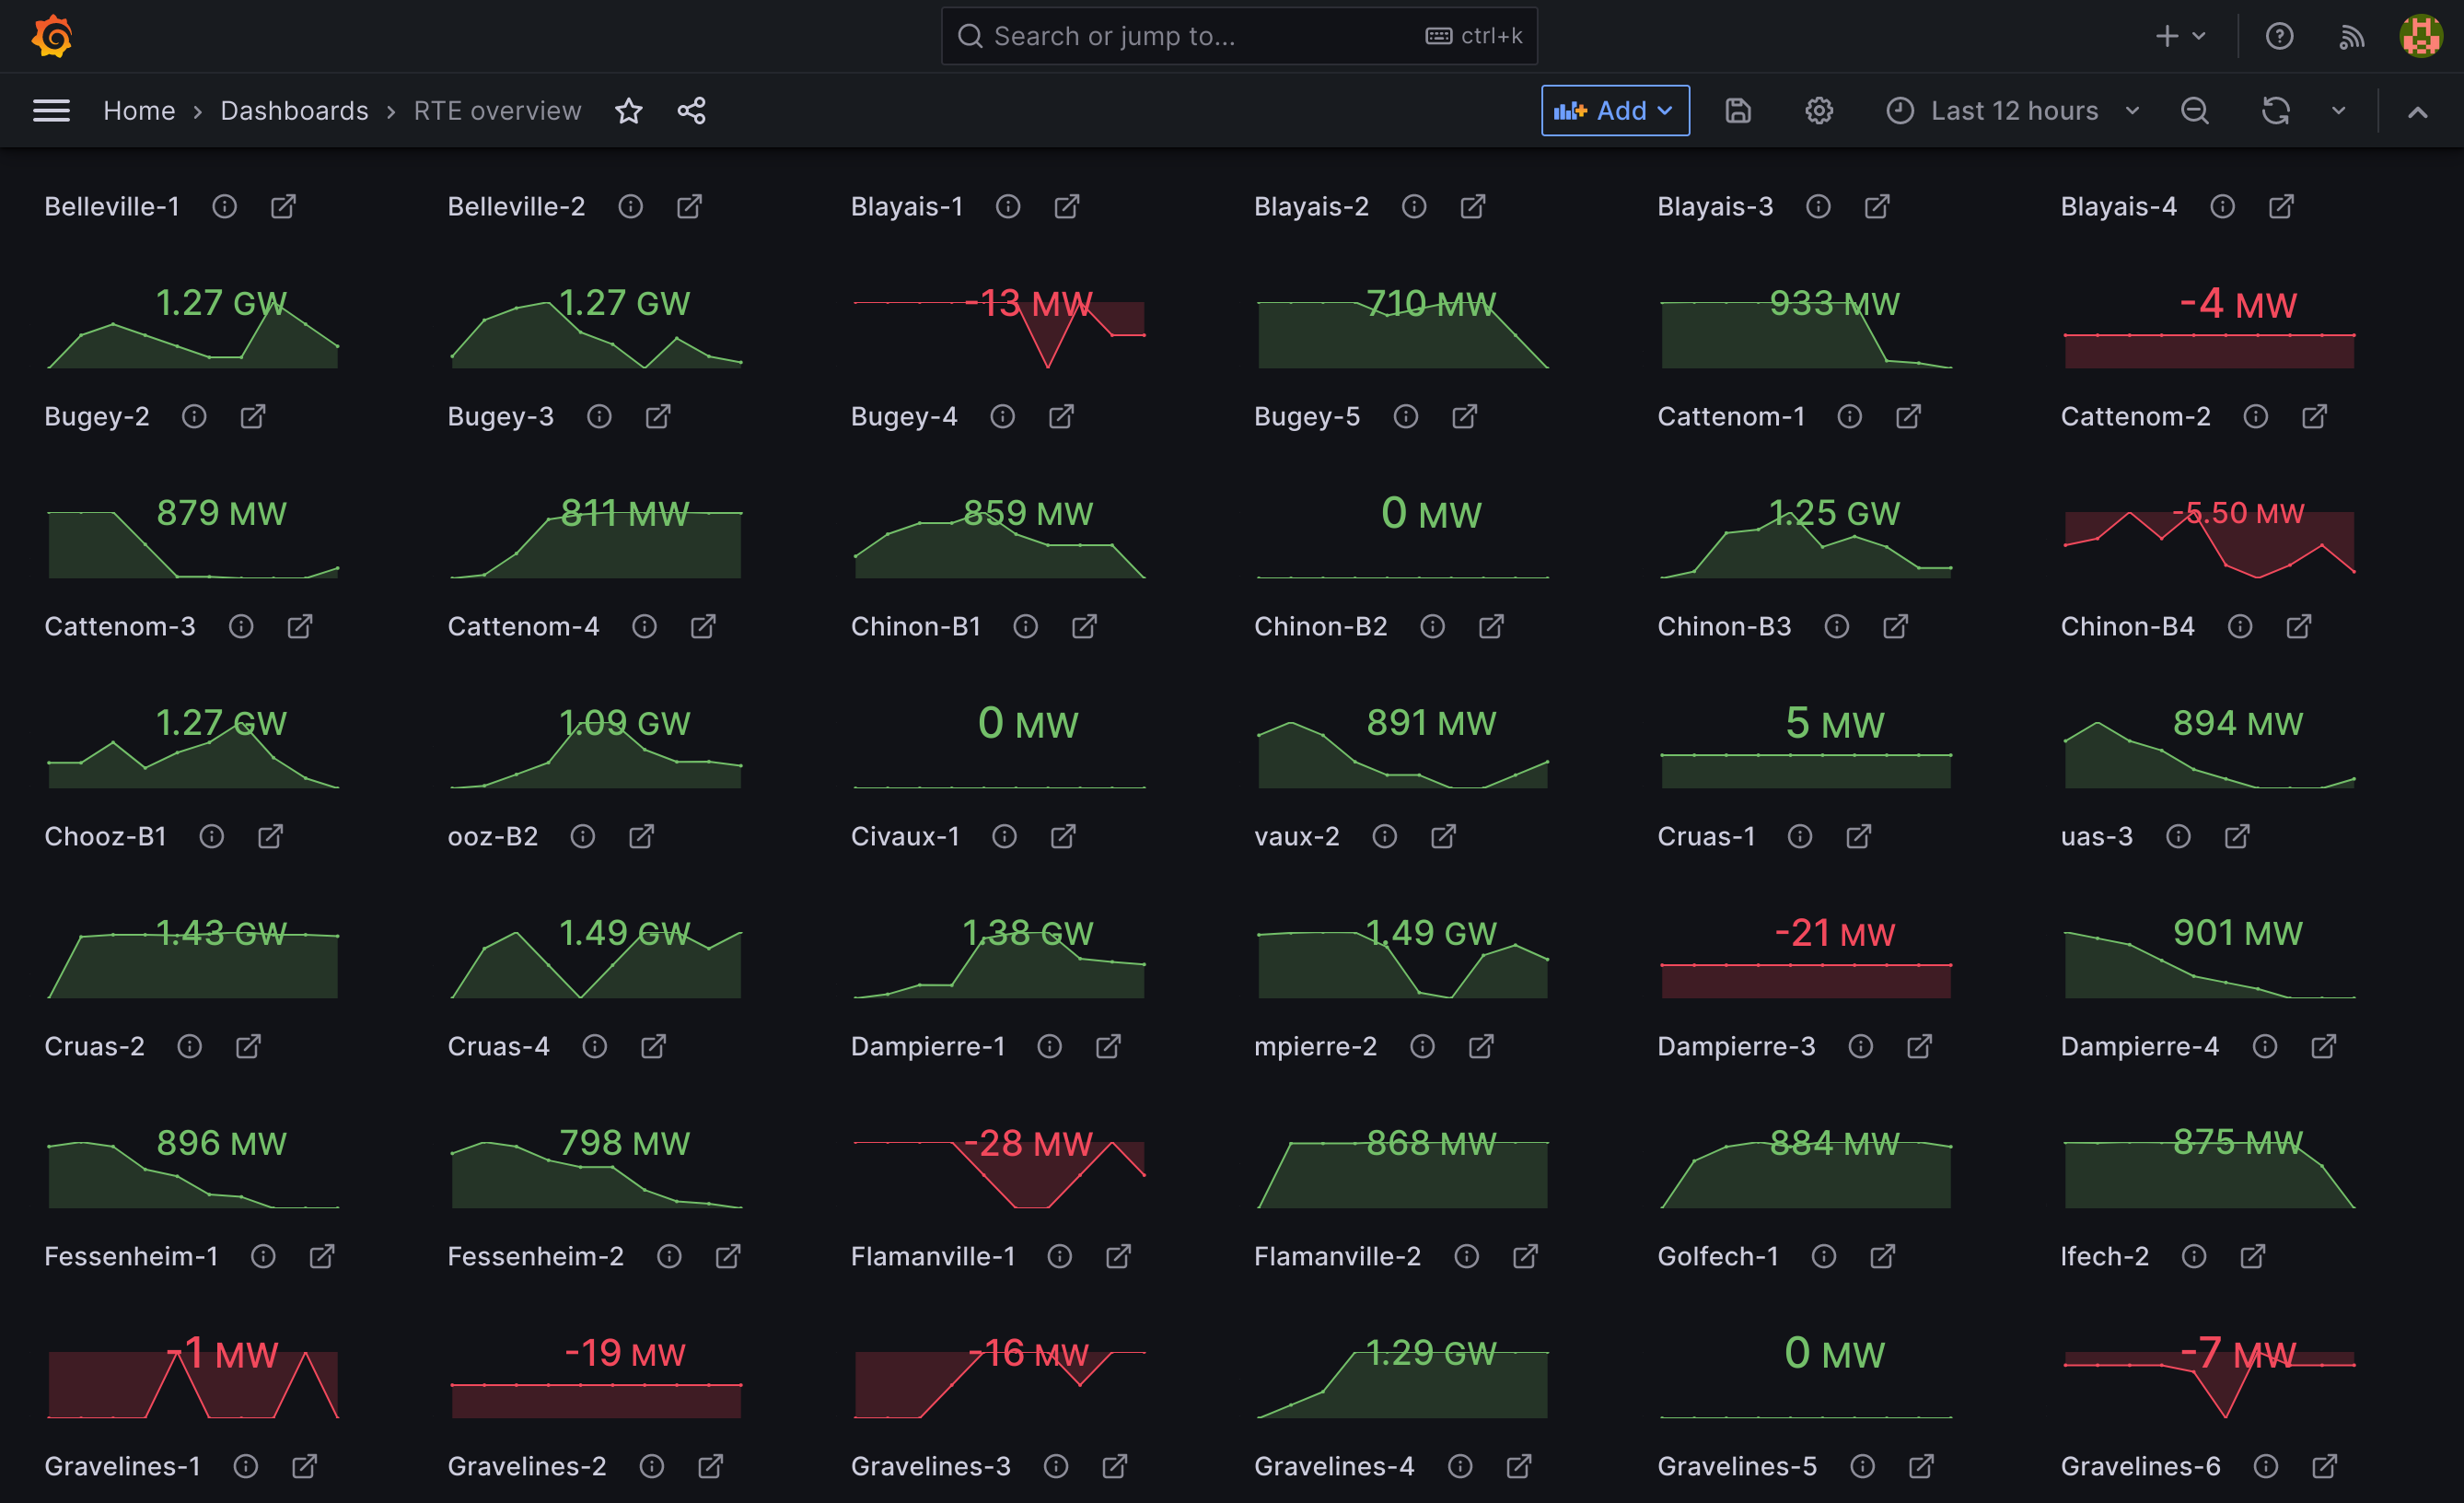 Search or jump to... ctrl+k
Home › Dashboards › RTE overview Add Last 12 hours
Belleville-1 Belleville-2 Blayais-1 Blayais-2 Blayais-3 Blayais-4
1.27 GW 1.27 GW -13 MW 710 MW 933 MW -4 MW
Bugey-2 Bugey-3 Bugey-4 Bugey-5 Cattenom-1 Cattenom-2
879 MW 811 MW 859 MW 0 MW 1.25 GW -5.50 MW
Cattenom-3 Cattenom-4 Chinon-B1 Chinon-B2 Chinon-B3 Chinon-B4
1.27 GW 1.09 GW 0 MW 891 MW 5 MW 894 MW
Chooz-B1 ooz-B2 Civaux-1 vaux-2 Cruas-1 uas-3
1.43 GW 1.49 GW 1.38 GW 1.49 GW -21 MW 901 MW
Cruas-2 Cruas-4 Dampierre-1 mpierre-2 Dampierre-3 Dampierre-4
896 MW 798 MW -28 MW 868 MW 884 MW 875 MW
Fessenheim-1 Fessenheim-2 Flamanville-1 Flamanville-2 Golfech-1 lfech-2
-1 MW -19 MW -16 MW 1.29 GW 0 MW -7 MW
Gravelines-1 Gravelines-2 Gravelines-3 Gravelines-4 Gravelines-5 Gravelines-6